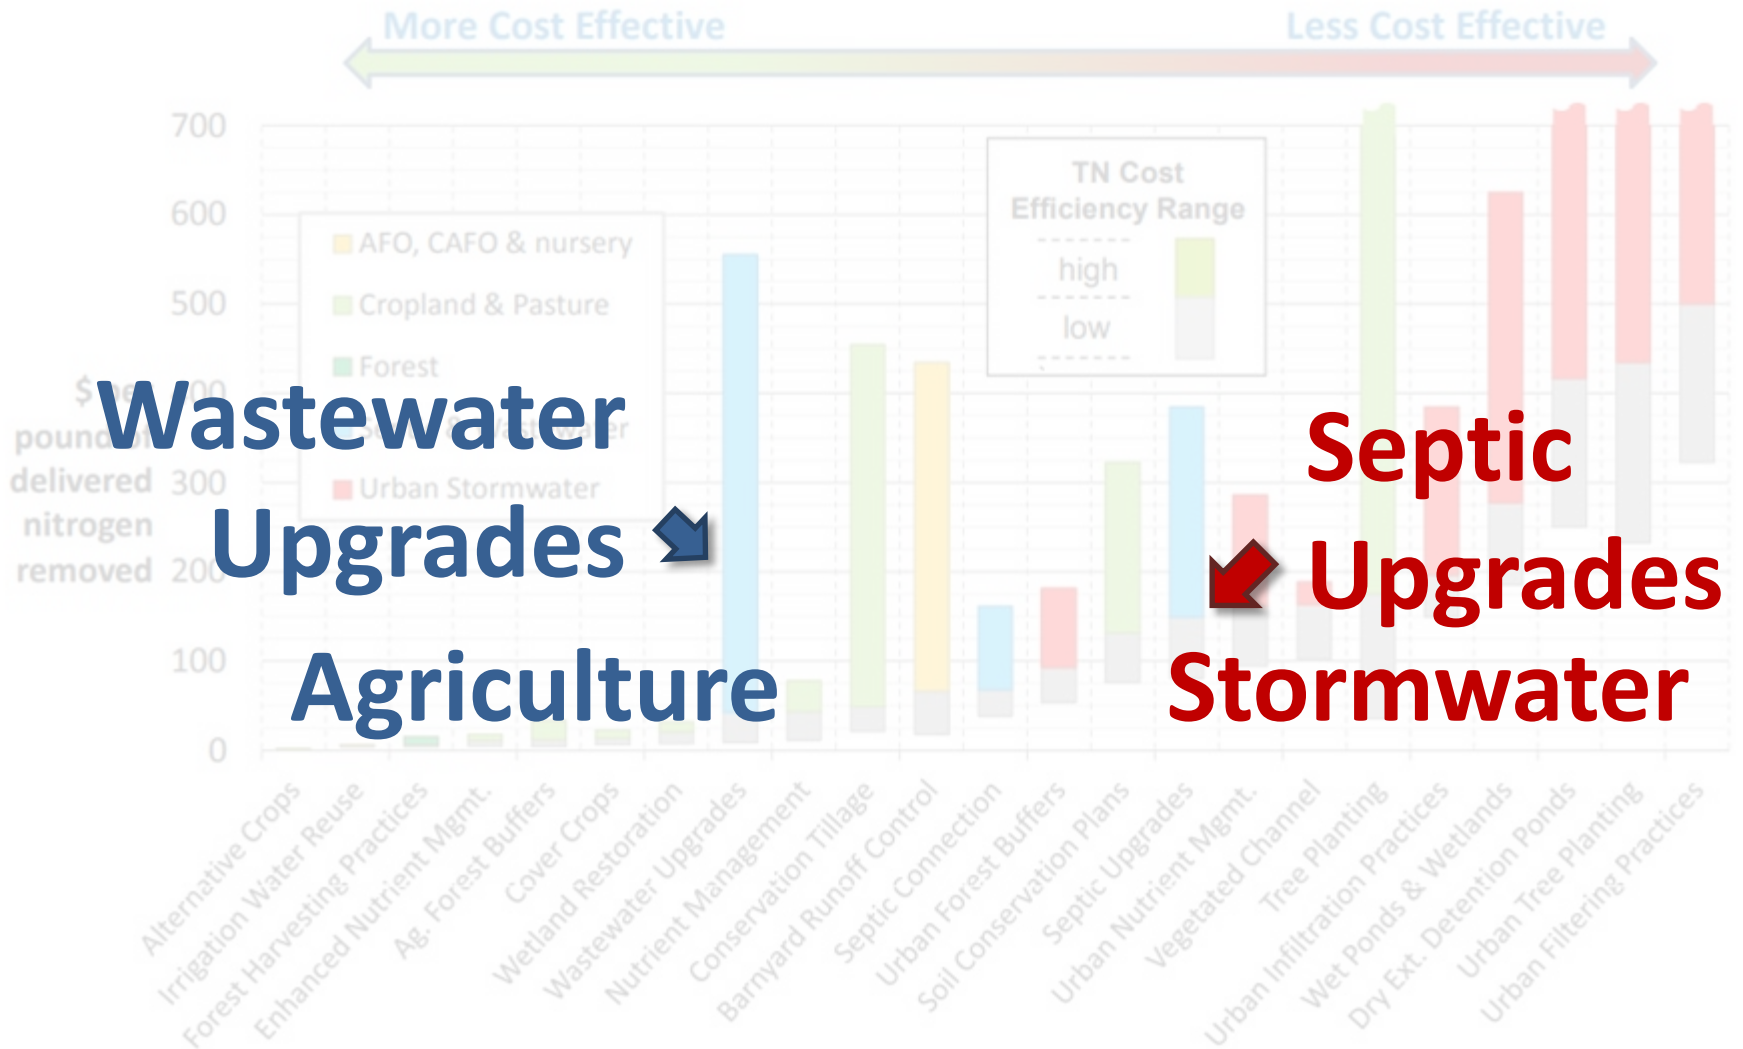 More Cost Effective
Less Cost Effective
700
600
500
300
200
100
0
$
pound of
delivered
nitrogen
removed
AFO, CAFO & nursery
Cropland & Pasture
Forest
Urban Stormwater
TN Cost
Efficiency Range
high
low
Wastewater
Upgrades
Agriculture
Septic
Upgrades
Stormwater
Alternative Crops
Irrigation Water Reuse
Forest Harvesting Practices
Enhanced Nutrient Mgmt.
Ag. Forest Buffers
Cover Crops
Wetland Restoration
Wastewater Upgrades
Nutrient Management
Conservation Tillage
Barnyard Runoff Control
Septic Connection
Urban Forest Buffers
Soil Conservation Plans
Septic Upgrades
Urban Nutrient Mgmt.
Vegetated Channel
Tree Planting
Urban Infiltration Practices
Wet Ponds & Wetlands
Dry Ext. Detention Ponds
Urban Tree Planting
Urban Filtering Practices